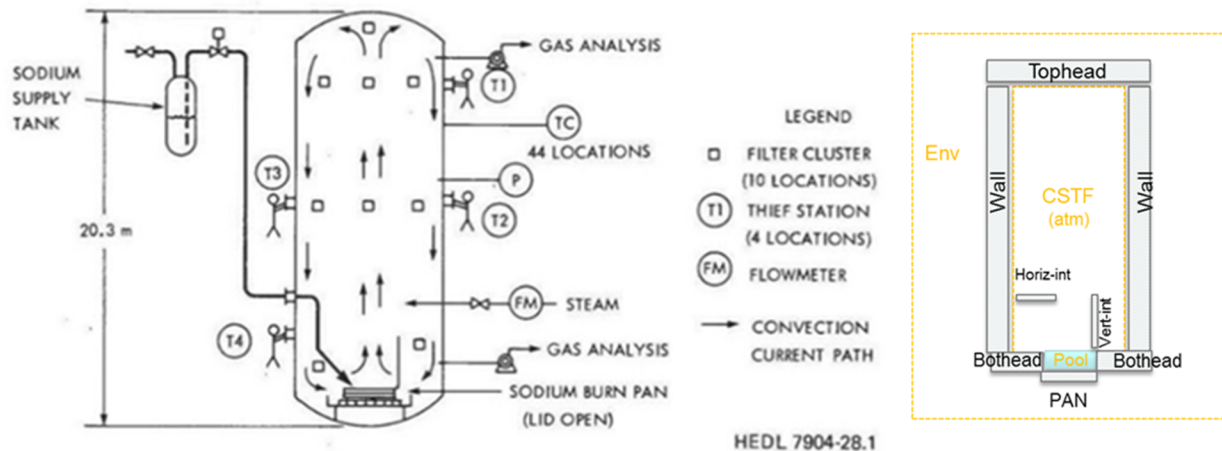 SODIUM
SUPPLY
TANK
20.3 m
T3
T4
GAS ANALYSIS
T1
TC
44 LOCATIONS
P
T2
FM
STEAM
GAS ANALYSIS
SODIUM BURN PAN
(LID OPEN)
LEGEND
FILTER CLUSTER
(10 LOCATIONS)
T1
THIEF STATION
(4 LOCATIONS)
FM
FLOWMETER
CONVECTION
CURRENT PATH
HEDL 7904-28.1
Tophead
Env
Wall
CSTF
(atm)
Wall
Horiz-int
Vert-int
Bothead
Pool
Bothead
PAN